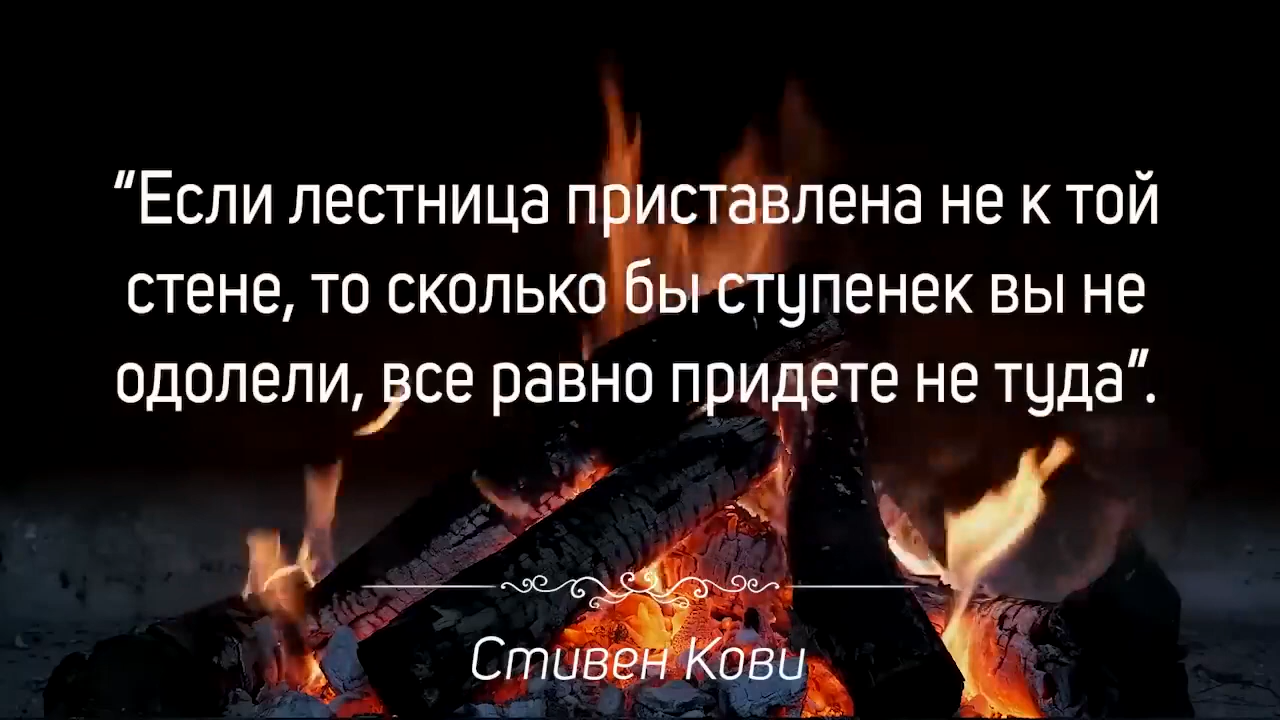 “Если лестница приставлена не к той
стене, то сколько бы ступенек вы не
одолели, все равно придете не туда”.
Стивен Кови